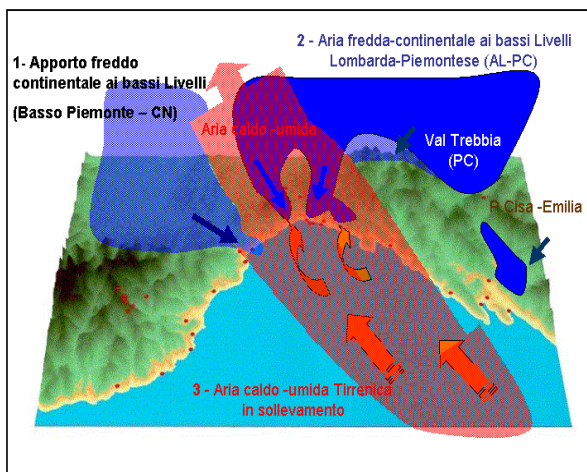 1- Apporto freddo
continentale ai bassi Livelli
(Basso Piemonte – CN)
2 - Aria fredda-continentale ai bassi Livelli
Lombarda-Piemontese (AL-PC)
Aria caldo -umida
Val Trebbia
(PC)
P.Cisa -Emilia
3 - Aria caldo -umida Tirrenica
in sollevamento